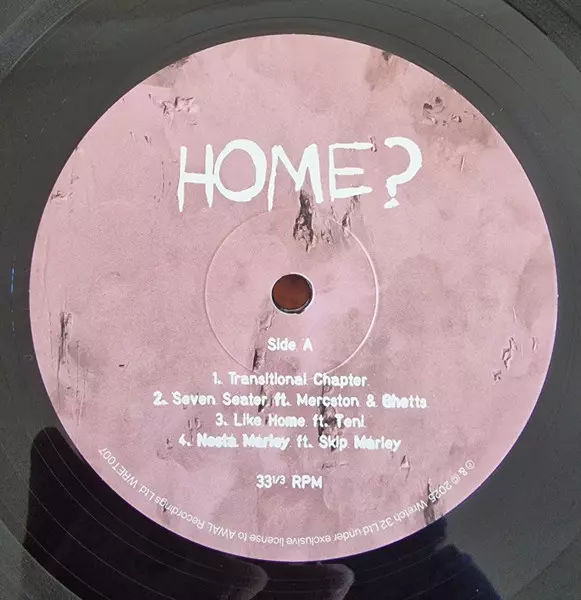 HOME?
Side A
1. Transitional Chapter
2. Seven Seater ft. Mercston & Ghetts
3. Like Home ft. Teni
4. Nesta Marley ft. Skip Marley
33 1/3 RPM
℗ & © 2025 Wretch 32 Ltd under exclusive license to AWAL Recordings Ltd. WRET007